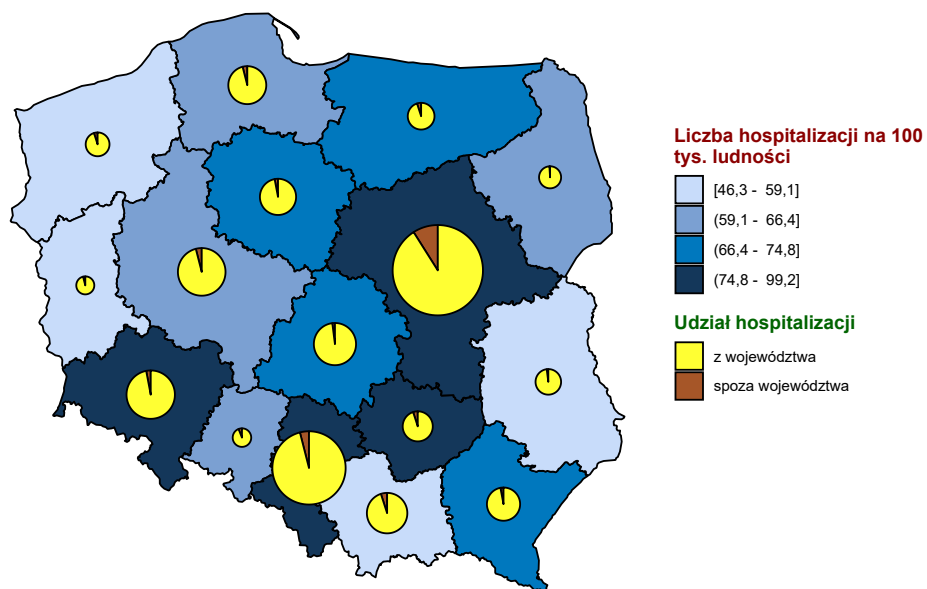 Liczba hospitalizacji na 100
tys. ludności
[46,3 - 59,1]
(59,1 - 66,4]
(66,4 - 74,8]
(74,8 - 99,2]
Udział hospitalizacji
z województwa
spoza województwa